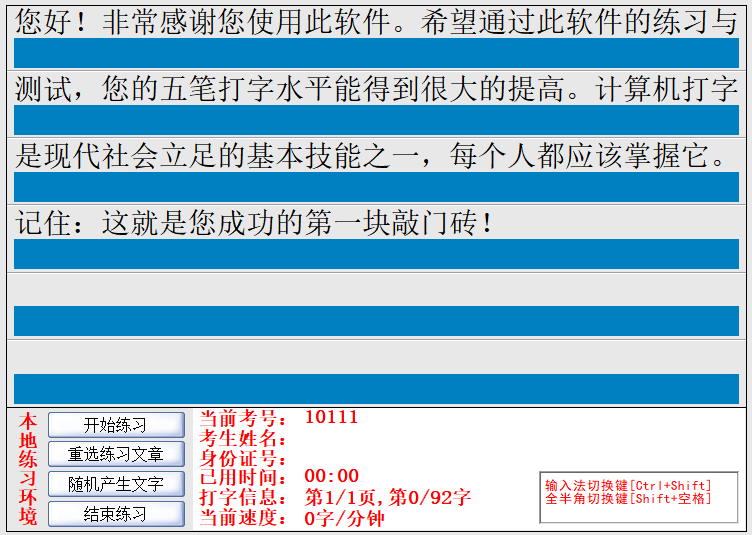 您好！非常感谢您使用此软件。希望通过此软件的练习与
测试，您的五笔打字水平能得到很大的提高。计算机打字
是现代社会立足的基本技能之一，每个人都应该掌握它。
记住：这就是您成功的第一块敲门砖！
本地练习环境
开始练习
重选练习文章
随机产生文字
结束练习
当前考号： 10111
考生姓名：
身份证号：
已用时间： 00:00
打字信息： 第1/1页,第0/92字
当前速度： 0字/分钟
输入法切换键[Ctrl+Shift]
全半角切换键[Shift+空格]